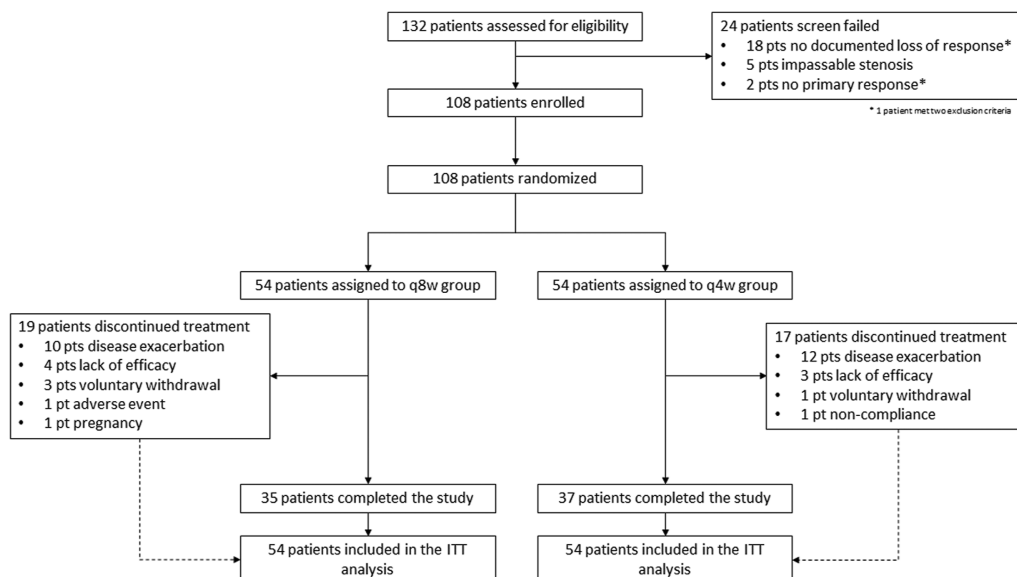 132 patients assessed for eligibility
24 patients screen failed
• 18 pts no documented loss of response*
• 5 pts impassable stenosis
• 2 pts no primary response*
* 1 patient met two exclusion criteria
108 patients enrolled
108 patients randomized
54 patients assigned to q8w group
54 patients assigned to q4w group
19 patients discontinued treatment
• 10 pts disease exacerbation
• 4 pts lack of efficacy
• 3 pts voluntary withdrawal
• 1 pt adverse event
• 1 pt pregnancy
17 patients discontinued treatment
• 12 pts disease exacerbation
• 3 pts lack of efficacy
• 1 pt voluntary withdrawal
• 1 pt non-compliance
35 patients completed the study
37 patients completed the study
54 patients included in the ITT
analysis
54 patients included in the ITT
analysis